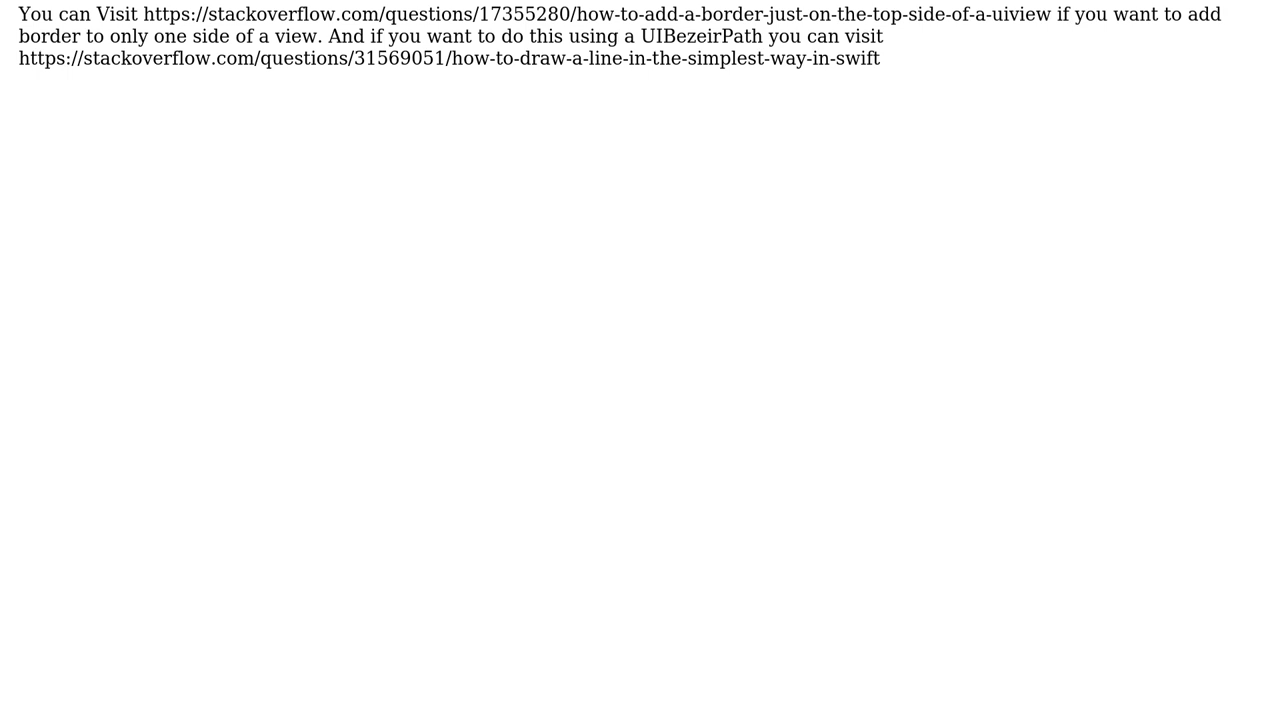 You can Visit https://stackoverflow.com/questions/17355280/how-to-add-a-border-just-on-the-top-side-of-a-uiview if you want to add
border to only one side of a view. And if you want to do this using a UIBezeirPath you can visit
https://stackoverflow.com/questions/31569051/how-to-draw-a-line-in-the-simplest-way-in-swift